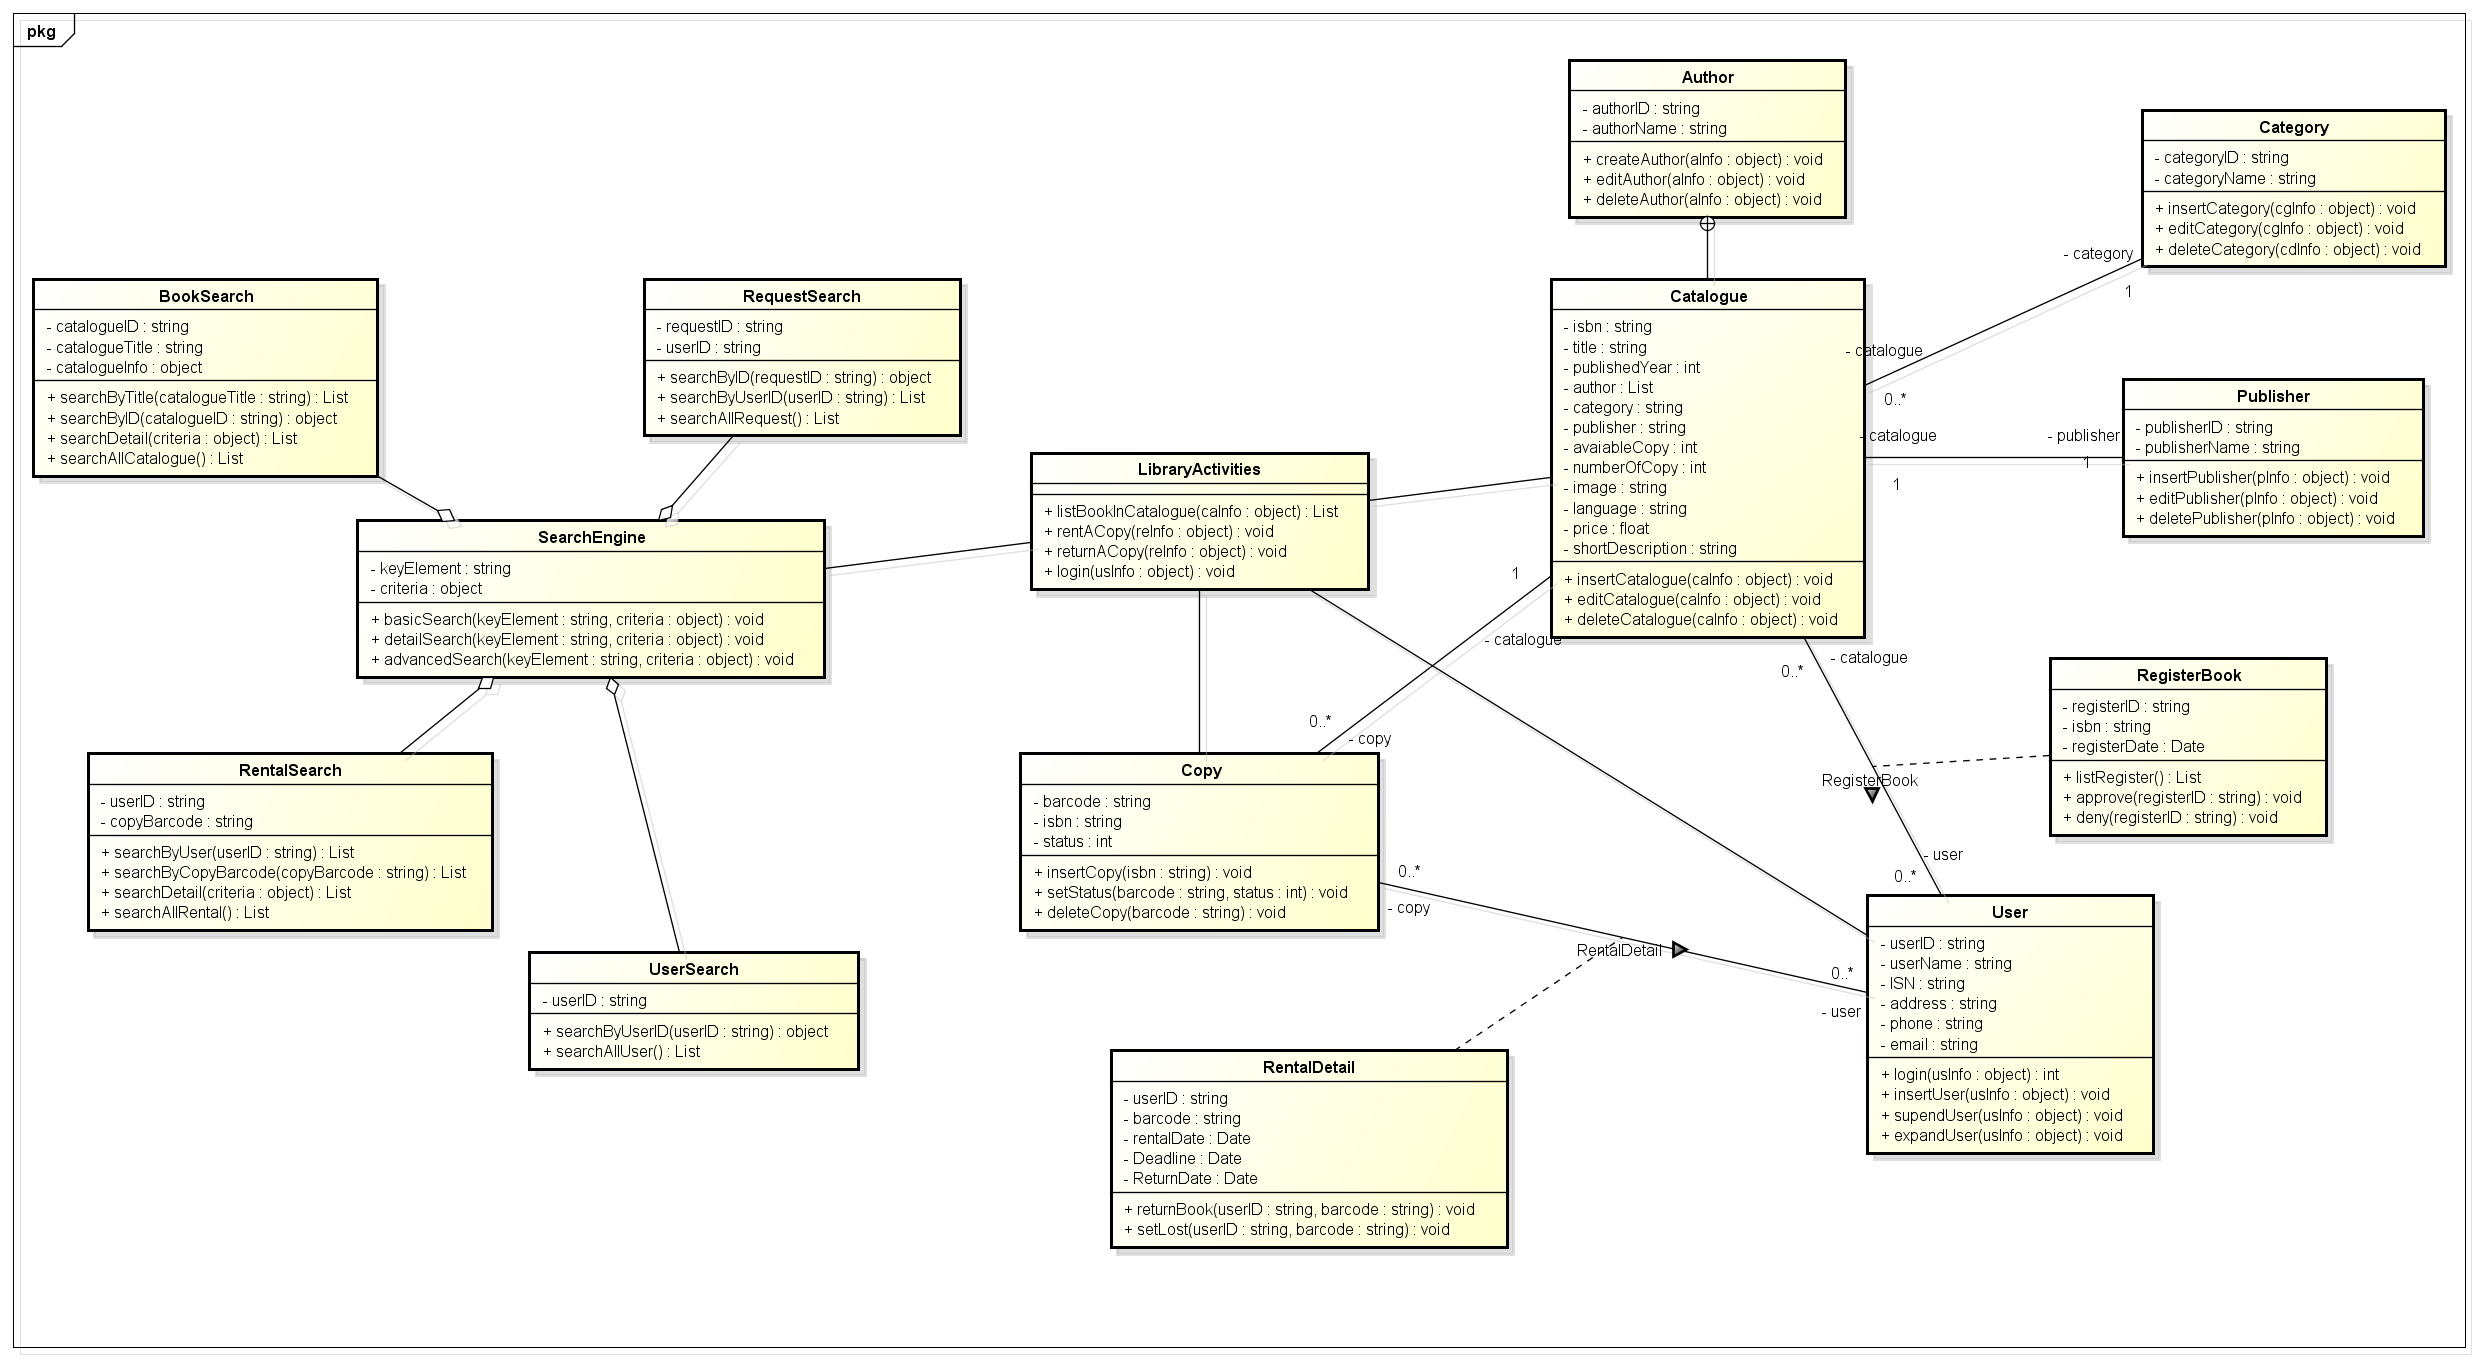 pkg
Author
- authorID : string
- authorName : string
+ createAuthor(aInfo : object) : void
+ editAuthor(aInfo : object) : void
+ deleteAuthor(aInfo : object) : void
Category
- categoryID : string
- categoryName : string
+ insertCategory(cgInfo : object) : void
+ editCategory(cgInfo : object) : void
+ deleteCategory(cdInfo : object) : void
- category
1
- catalogue
0..*
BookSearch
- catalogueID : string
- catalogueTitle : string
- catalogueInfo : object
+ searchByTitle(catalogueTitle : string) : List
+ searchByID(catalogueID : string) : object
+ searchDetail(criteria : object) : List
+ searchAllCatalogue() : List
RequestSearch
- requestID : string
- userID : string
+ searchByID(requestID : string) : object
+ searchByUserID(userID : string) : List
+ searchAllRequest() : List
Catalogue
- isbn : string
- title : string
- publishedYear : int
- author : List
- category : string
- publisher : string
- avaiableCopy : int
- numberOfCopy : int
- image : string
- language : string
- price : float
- shortDescription : string
+ insertCatalogue(caInfo : object) : void
+ editCatalogue(caInfo : object) : void
+ deleteCatalogue(caInfo : object) : void
Publisher
- publisherID : string
- publisherName : string
+ insertPublisher(pInfo : object) : void
+ editPublisher(pInfo : object) : void
+ deletePublisher(pInfo : object) : void
- catalogue
- publisher
1
1
LibraryActivities
+ listBookInCatalogue(caInfo : object) : List
+ rentACopy(reInfo : object) : void
+ returnACopy(reInfo : object) : void
+ login(usInfo : object) : void
SearchEngine
- keyElement : string
- criteria : object
+ basicSearch(keyElement : string, criteria : object) : void
+ detailSearch(keyElement : string, criteria : object) : void
+ advancedSearch(keyElement : string, criteria : object) : void
1
- catalogue
0..*
- copy
- catalogue
0..*
RegisterBook
- user
0..*
RegisterBook
- registerID : string
- isbn : string
- registerDate : Date
+ listRegister() : List
+ approve(registerID : string) : void
+ deny(registerID : string) : void
RentalSearch
- userID : string
- copyBarcode : string
+ searchByUser(userID : string) : List
+ searchByCopyBarcode(copyBarcode : string) : List
+ searchDetail(criteria : object) : List
+ searchAllRental() : List
Copy
- barcode : string
- isbn : string
- status : int
+ insertCopy(isbn : string) : void
+ setStatus(barcode : string, status : int) : void
+ deleteCopy(barcode : string) : void
0..*
- copy
RentalDetail
0..*
- user
User
- userID : string
- userName : string
- ISN : string
- address : string
- phone : string
- email : string
+ login(usInfo : object) : int
+ insertUser(usInfo : object) : void
+ supendUser(usInfo : object) : void
+ expandUser(usInfo : object) : void
UserSearch
- userID : string
+ searchByUserID(userID : string) : object
+ searchAllUser() : List
RentalDetail
- userID : string
- barcode : string
- rentalDate : Date
- Deadline : Date
- ReturnDate : Date
+ returnBook(userID : string, barcode : string) : void
+ setLost(userID : string, barcode : string) : void